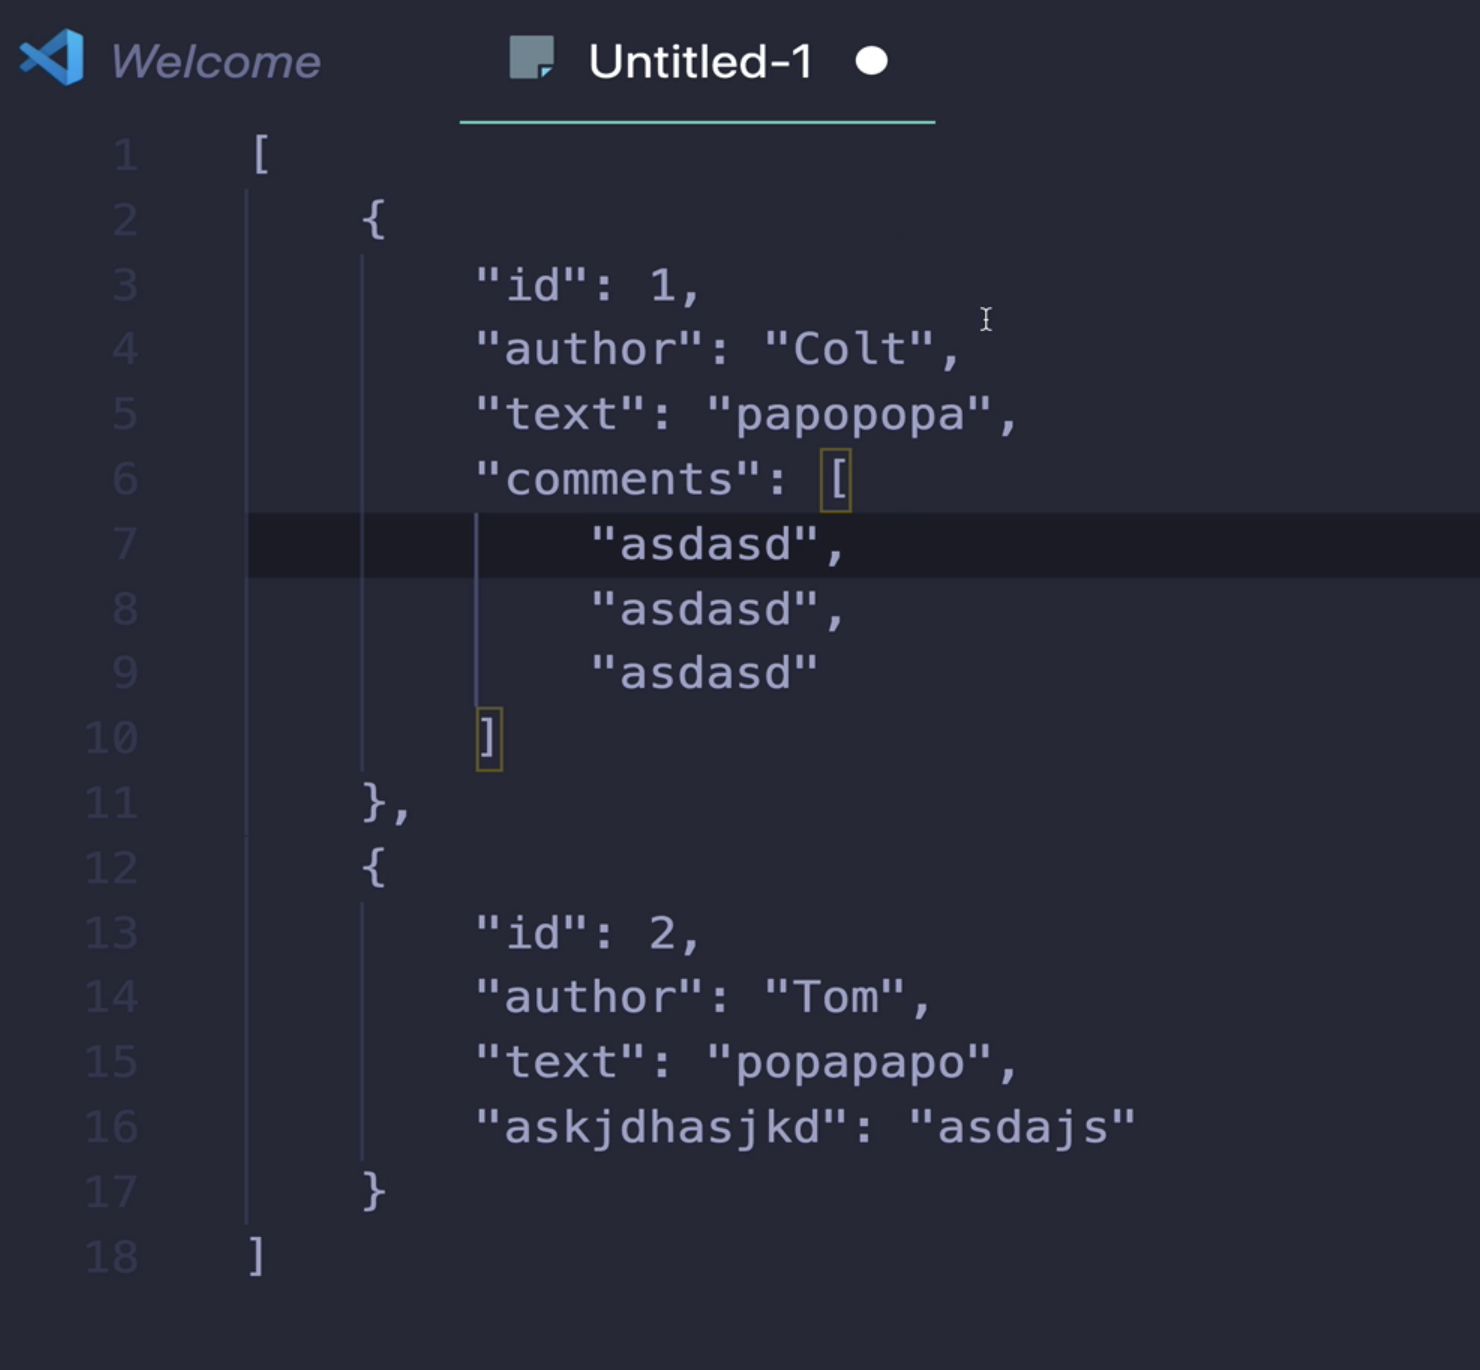 Welcome Untitled-1
1 [
2 {
3 "id": 1,
4 "author": "Colt",
5 "text": "papopopa",
6 "comments": [
7 "asdasd",
8 "asdasd",
9 "asdasd"
10 ]
11 },
12 {
13 "id": 2,
14 "author": "Tom",
15 "text": "popapapo",
16 "askjdhasjkd": "asdajs"
17 }
18 ]